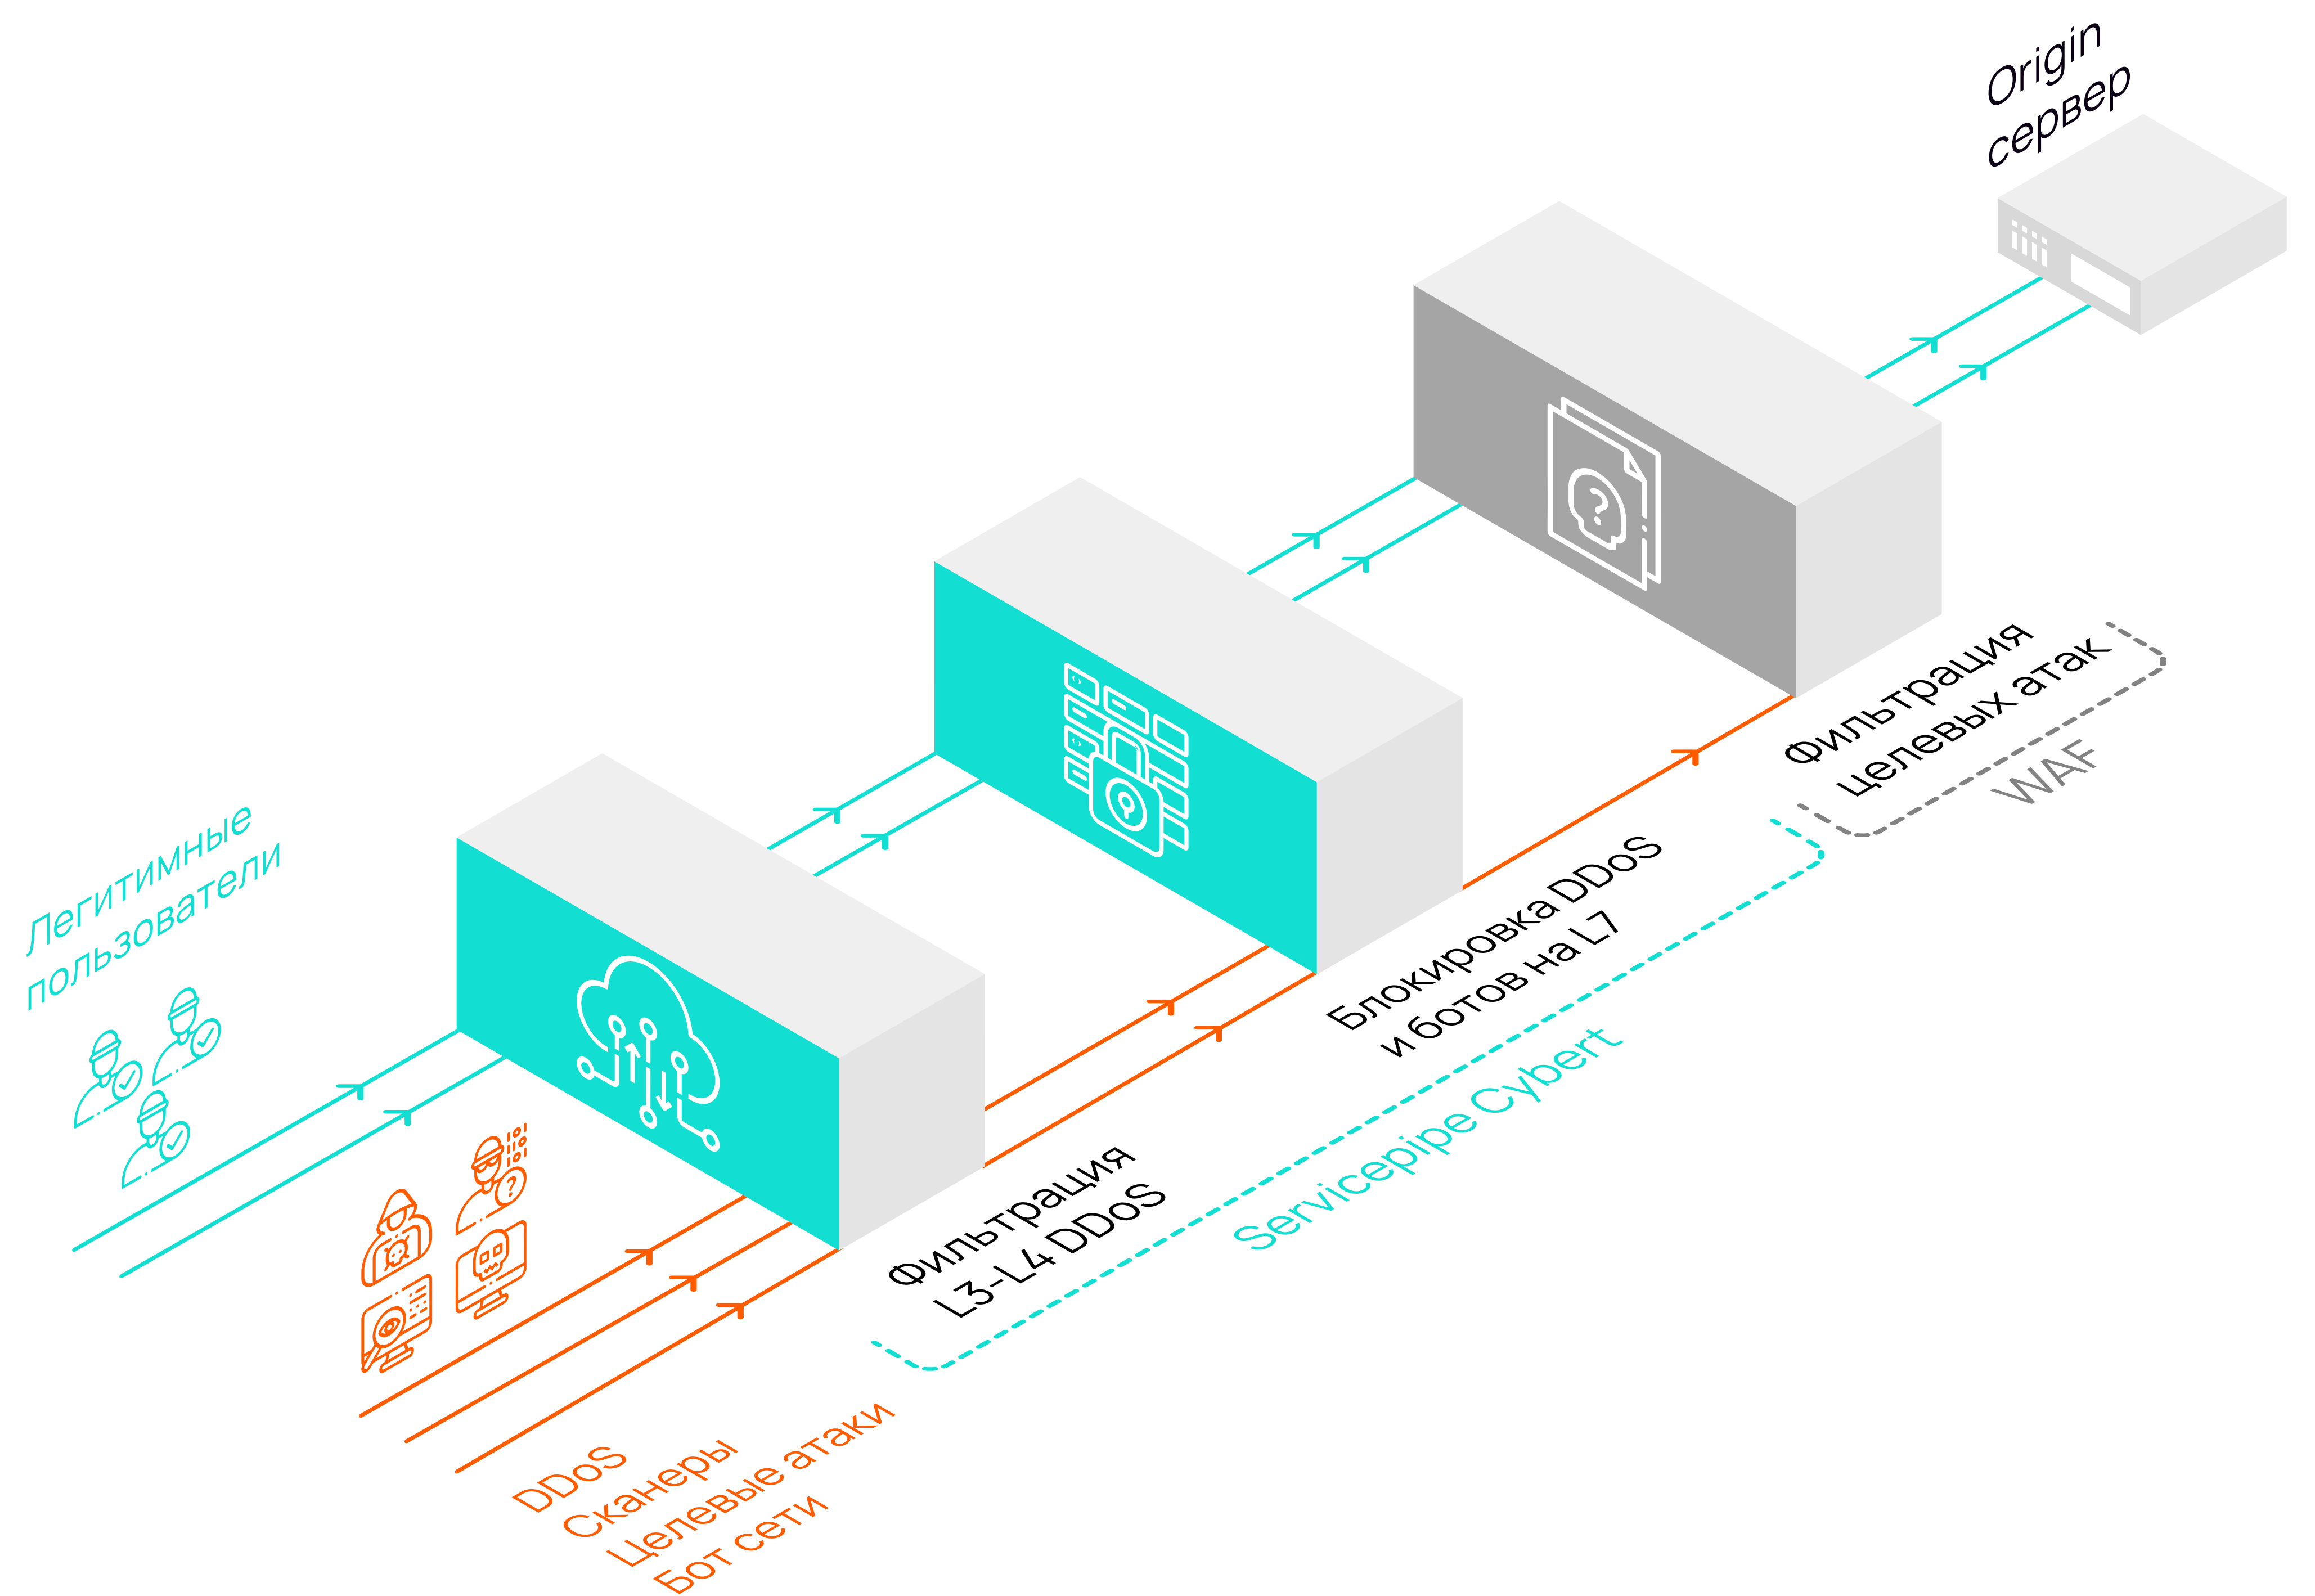 Origin
сервер
Легитимные
пользователи
Фильтрация
целевых атак
WAF
Блокировка DDoS
и ботов на L7
Servicepipe Cybert
Фильтрация
L3-L4 DDoS
DDoS
Сканеры
Целевые атаки
Бот сети